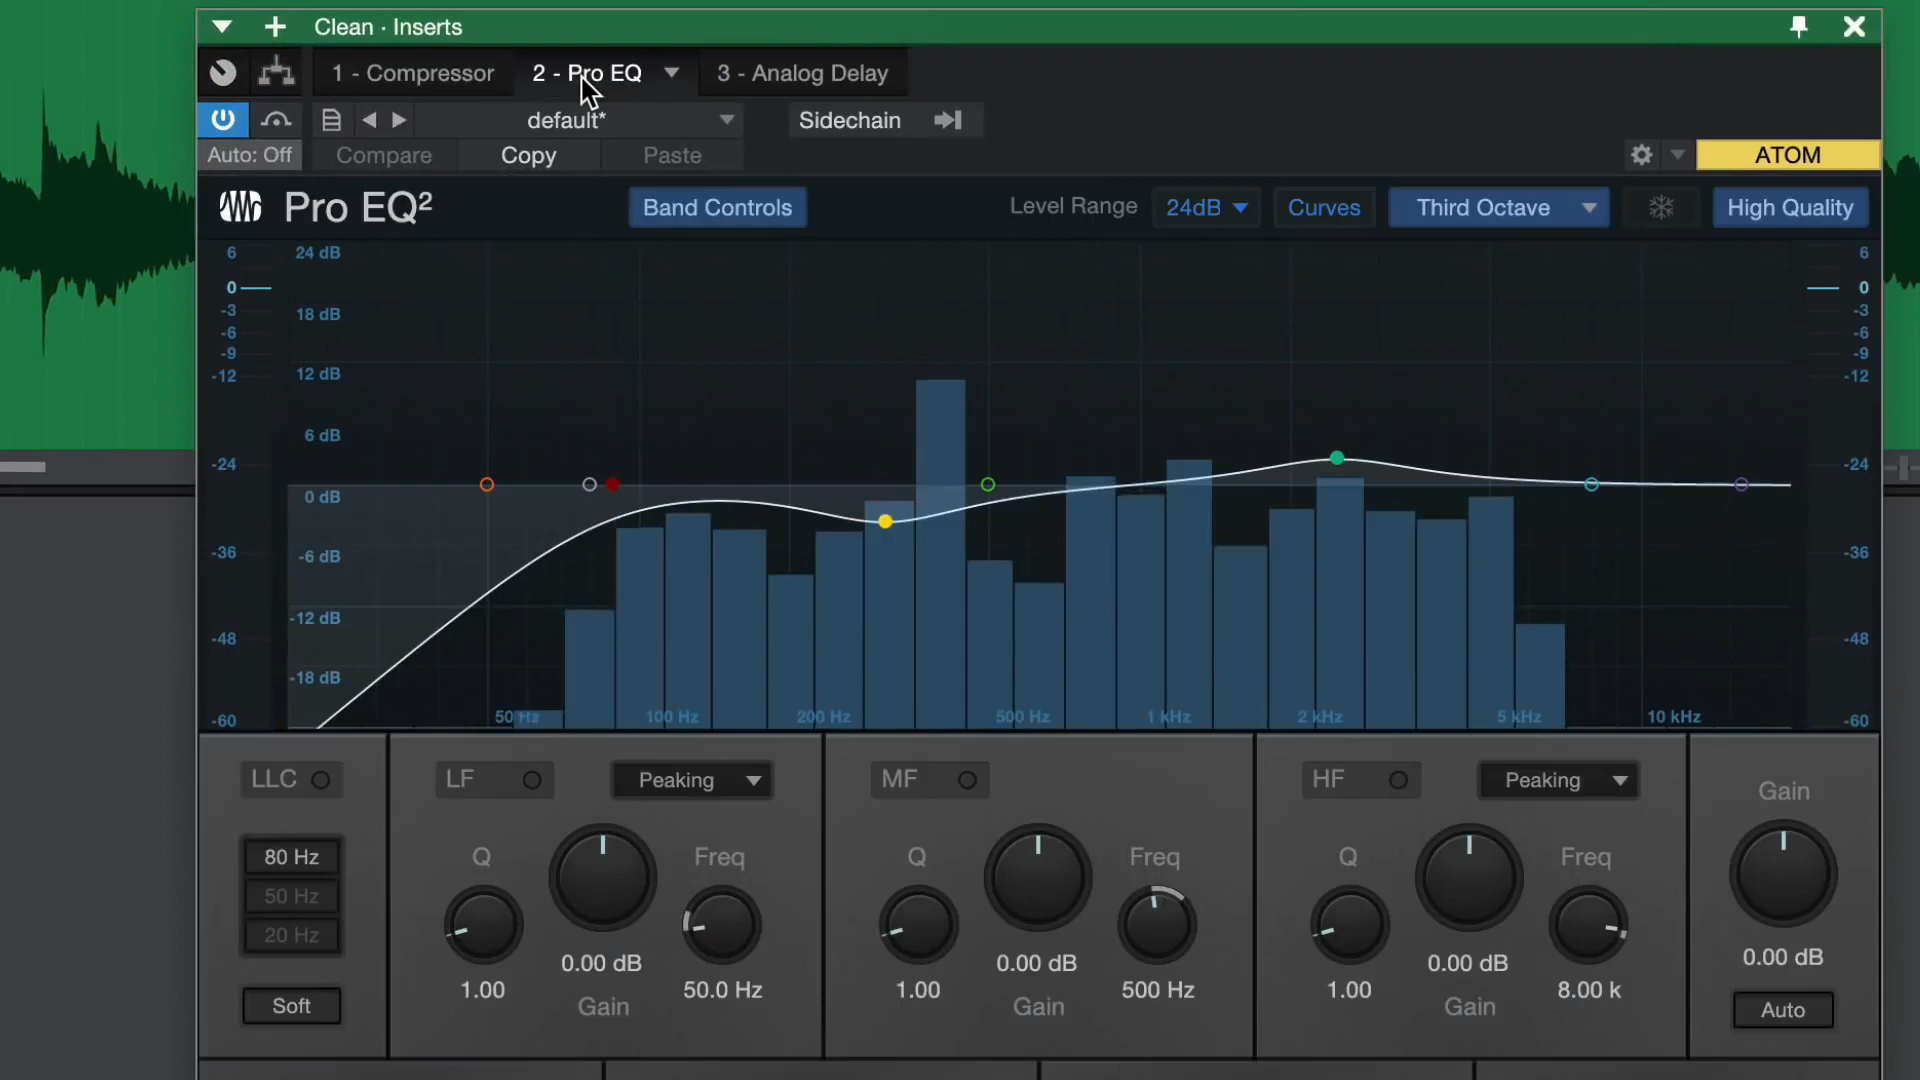 Clean · Inserts
1 - Compressor 2 - Pro EQ 3 - Analog Delay
default* Sidechain
Auto: Off Compare Copy Paste ATOM
Pro EQ² Band Controls Level Range 24dB Curves Third Octave High Quality
6 24 dB 6
0 0
-3 18 dB -3
-6 -6
-9 -9
-12 12 dB -12
6 dB
-24 -24
0 dB
-36 -6 dB -36
-12 dB
-48 -48
-18 dB
-60 50 Hz 100 Hz 200 Hz 500 Hz 1 kHz 2 kHz 5 kHz 10 kHz -60
LLC LF Peaking MF HF Peaking Gain
80 Hz Q Freq Q Freq Q Freq
50 Hz
20 Hz
0.00 dB 0.00 dB 0.00 dB 0.00 dB
1.00 50.0 Hz 1.00 500 Hz 1.00 8.00 k
Soft Gain Gain Gain Auto